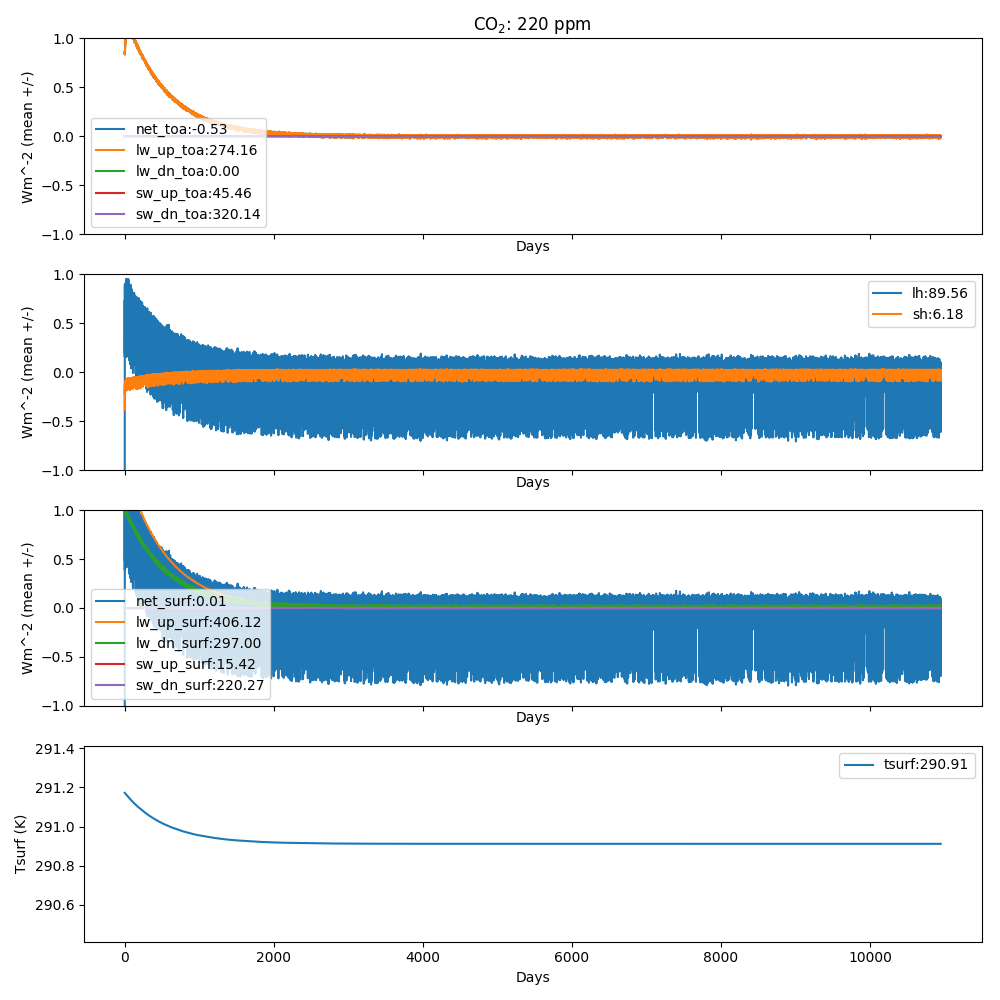 CO₂: 220 ppm
Wm^-2 (mean +/-)
1.0
0.5
0.0
−0.5
−1.0
net_toa:-0.53
lw_up_toa:274.16
lw_dn_toa:0.00
sw_up_toa:45.46
sw_dn_toa:320.14
Days
Wm^-2 (mean +/-)
1.0
0.5
0.0
−0.5
−1.0
lh:89.56
sh:6.18
Days
Wm^-2 (mean +/-)
1.0
0.5
0.0
−0.5
−1.0
net_surf:0.01
lw_up_surf:406.12
lw_dn_surf:297.00
sw_up_surf:15.42
sw_dn_surf:220.27
Days
Tsurf (K)
291.4
291.2
291.0
290.8
290.6
tsurf:290.91
0 2000 4000 6000 8000 10000
Days